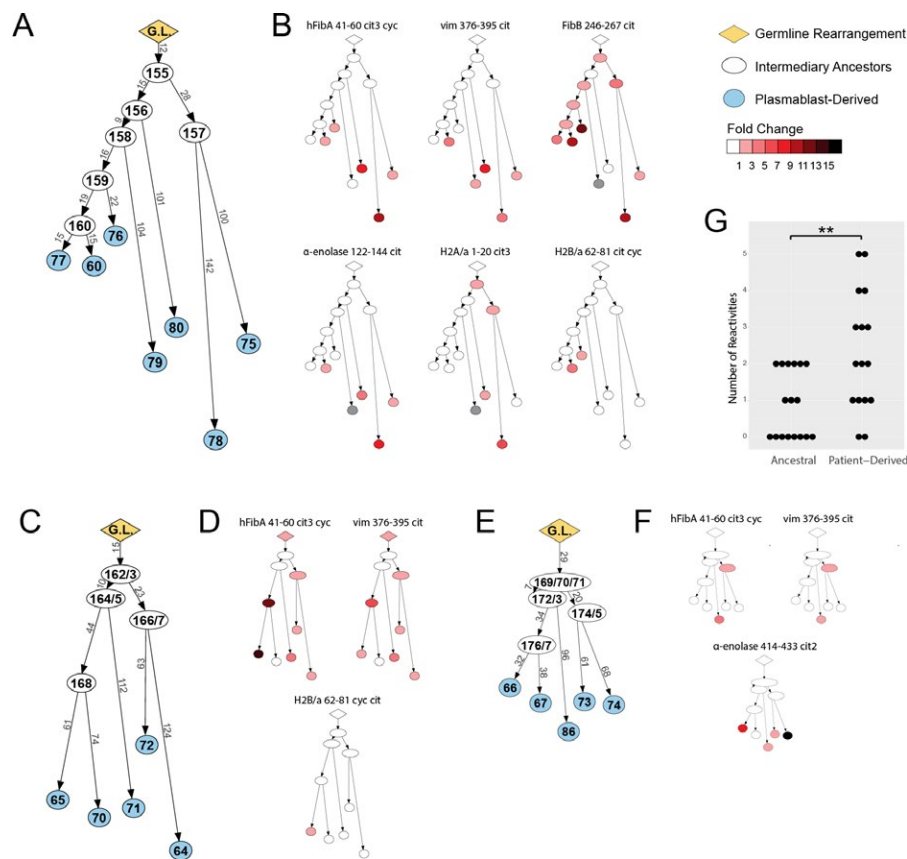 A
G.L.
12
155
15
28
156
9
158
157
16
159
101
100
19
22
104
160
76
142
15
15
77
60
80
75
79
78
B
hFibA 41-60 cit3 cyc
vim 376-395 cit
FibB 246-267 cit
α-enolase 122-144 cit
H2A/a 1-20 cit3
H2B/a 62-81 cit cyc
Germline Rearrangement
Intermediary Ancestors
Plasmablast-Derived
Fold Change
1 3 5 7 9 11 13 15
G
**
Number of Reactivities
5
4
3
2
1
0
Ancestral
Patient-Derived
C
G.L.
15
162/3
10
23
164/5
166/7
44
63
168
112
124
61
74
72
65
70
71
64
D
hFibA 41-60 cit3 cyc
vim 376-395 cit
H2B/a 62-81 cyc cit
E
G.L.
29
169/70/71
7
20
172/3
174/5
34
176/7
96
61
68
32
38
66
67
73
74
86
F
hFibA 41-60 cit3 cyc
vim 376-395 cit
α-enolase 414-433 cit2